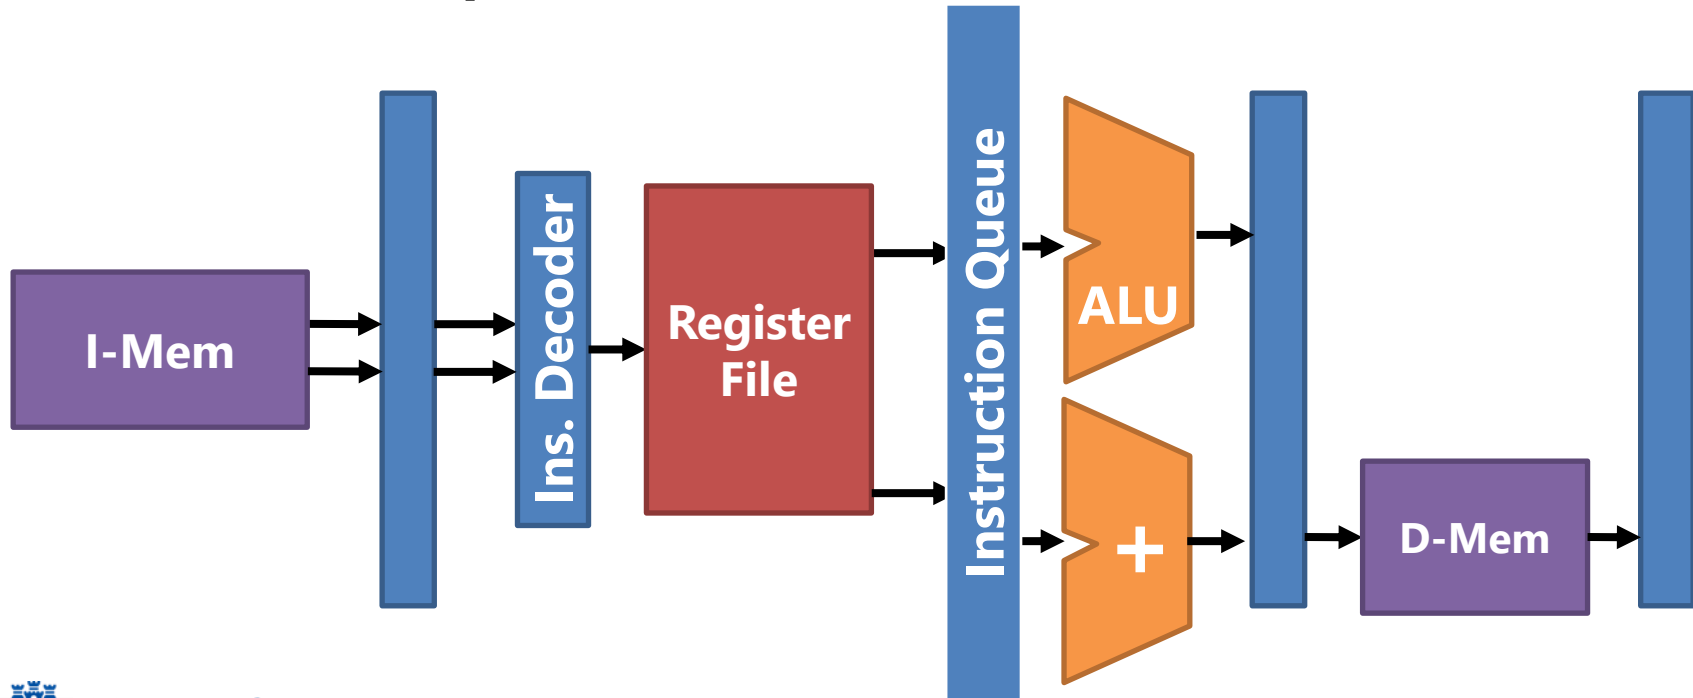 I-Mem
Ins. Decoder
Register
File
Instruction Queue
ALU
+
D-Mem